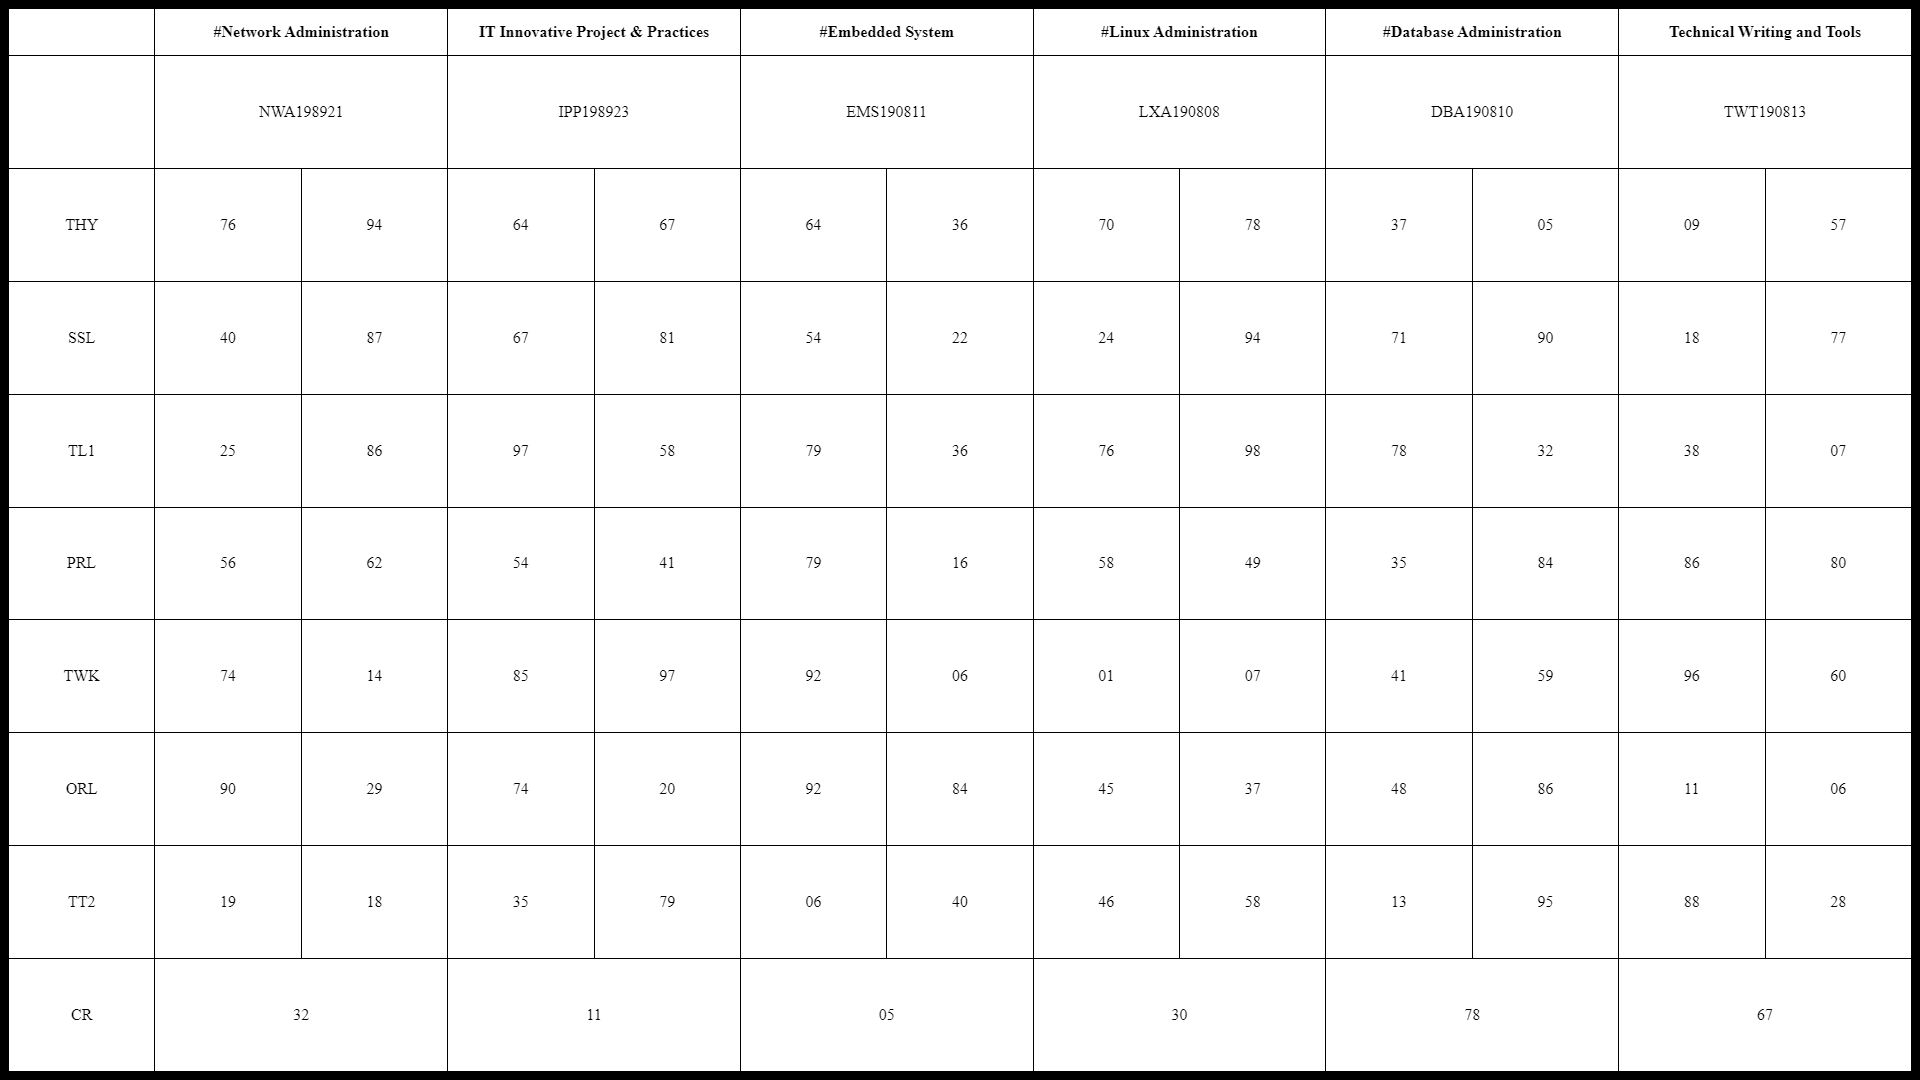 #Network Administration IT Innovative Project & Practices #Embedded System #Linux Administration #Database Administration Technical Writing and Tools
NWA198921 IPP198923 EMS190811 LXA190808 DBA190810 TWT190813
THY 76 94 64 67 64 36 70 78 37 05 09 57
SSL 40 87 67 81 54 22 24 94 71 90 18 77
TL1 25 86 97 58 79 36 76 98 78 32 38 07
PRL 56 62 54 41 79 16 58 49 35 84 86 80
TWK 74 14 85 97 92 06 01 07 41 59 96 60
ORL 90 29 74 20 92 84 45 37 48 86 11 06
TT2 19 18 35 79 06 40 46 58 13 95 88 28
CR 32 11 05 30 78 67